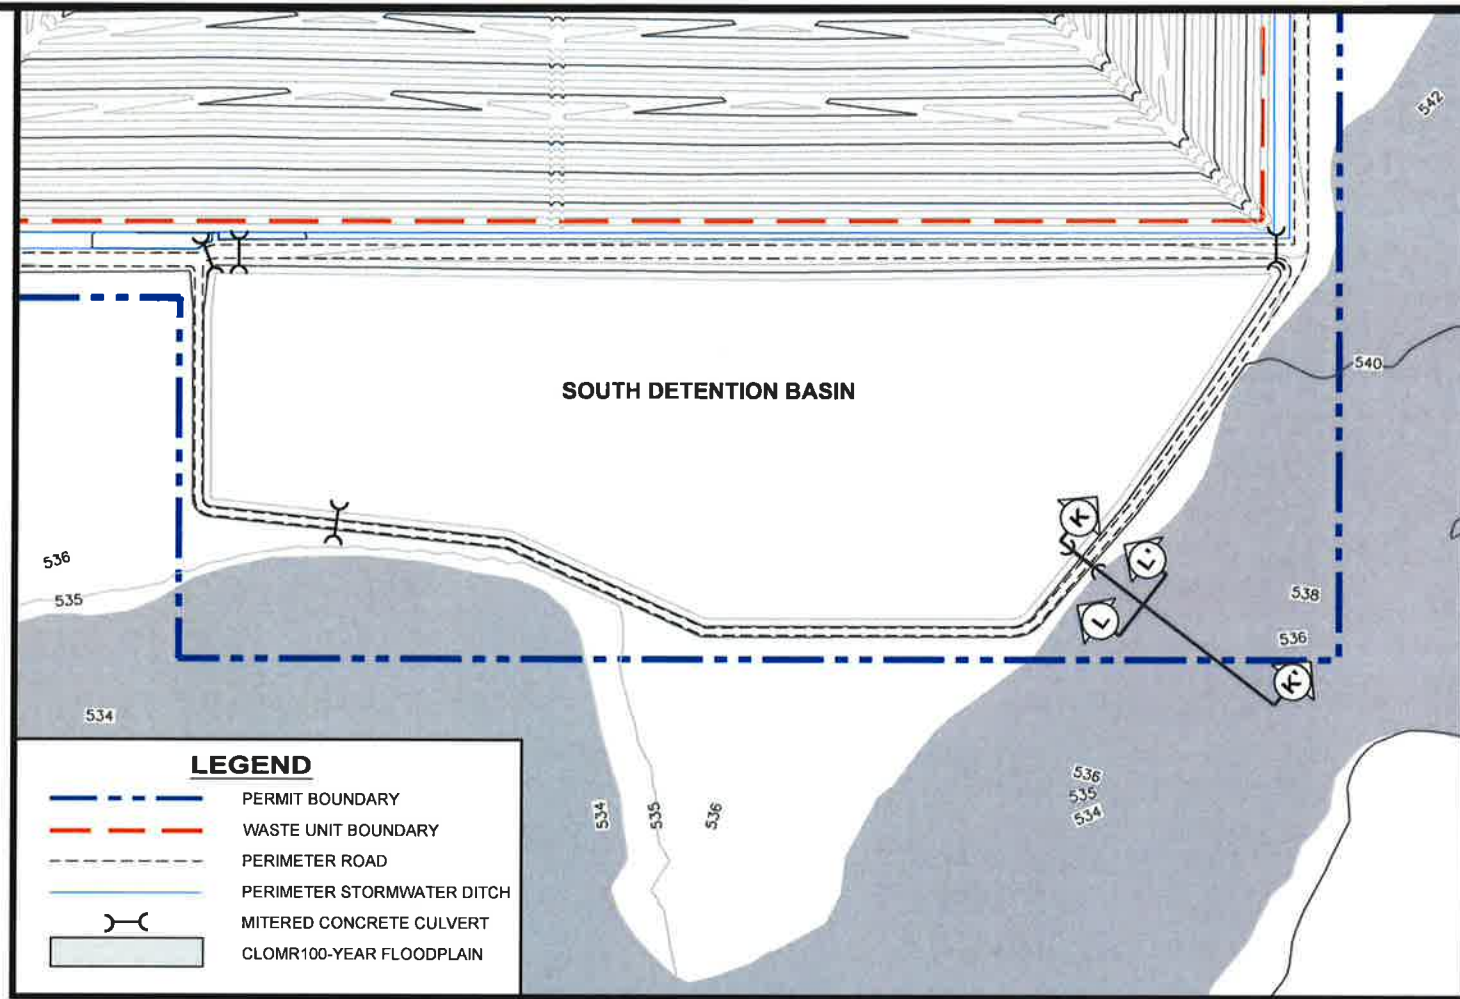 542
540
SOUTH DETENTION BASIN
K
L'
L
K'
536
535
538
536
534
534
535
536
536
535
534
LEGEND
PERMIT BOUNDARY
WASTE UNIT BOUNDARY
PERIMETER ROAD
PERIMETER STORMWATER DITCH
MITERED CONCRETE CULVERT
CLOMR100-YEAR FLOODPLAIN